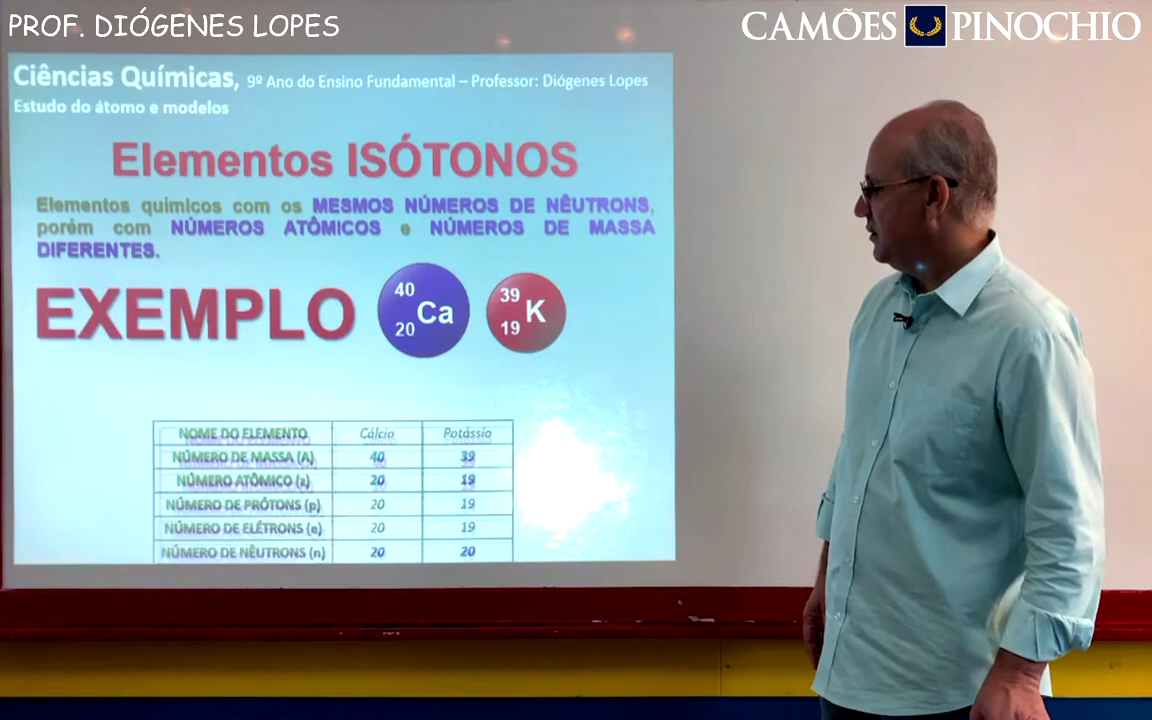 PROF. DIÓGENES LOPES
CAMÕES PINOCHIO
Ciências Químicas, 9º Ano do Ensino Fundamental – Professor: Diógenes Lopes
Estudo do átomo e modelos
Elementos ISÓTONOS
Elementos químicos com os MESMOS NÚMEROS DE NÊUTRONS,
porém com NÚMEROS ATÔMICOS e NÚMEROS DE MASSA
DIFERENTES.
EXEMPLO
40
20 Ca
39
19 K
NOME DO ELEMENTO Cálcio Potássio
NÚMERO DE MASSA (A) 40 39
NÚMERO ATÔMICO (z) 20 19
NÚMERO DE PRÓTONS (p) 20 19
NÚMERO DE ELÉTRONS (e) 20 19
NÚMERO DE NÊUTRONS (n) 20 20